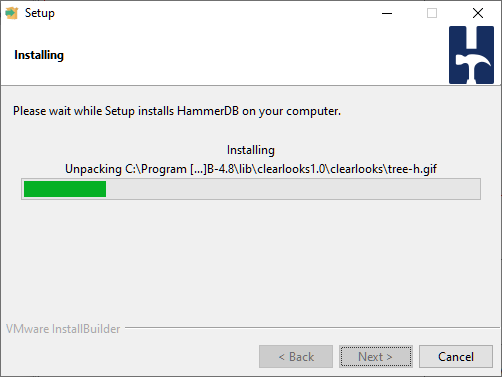 Setup
Installing
Please wait while Setup installs HammerDB on your computer.
Installing
Unpacking C:\Program [...]B-4.8\lib\clearlooks1.0\clearlooks\tree-h.gif
VMware InstallBuilder
< Back
Next >
Cancel